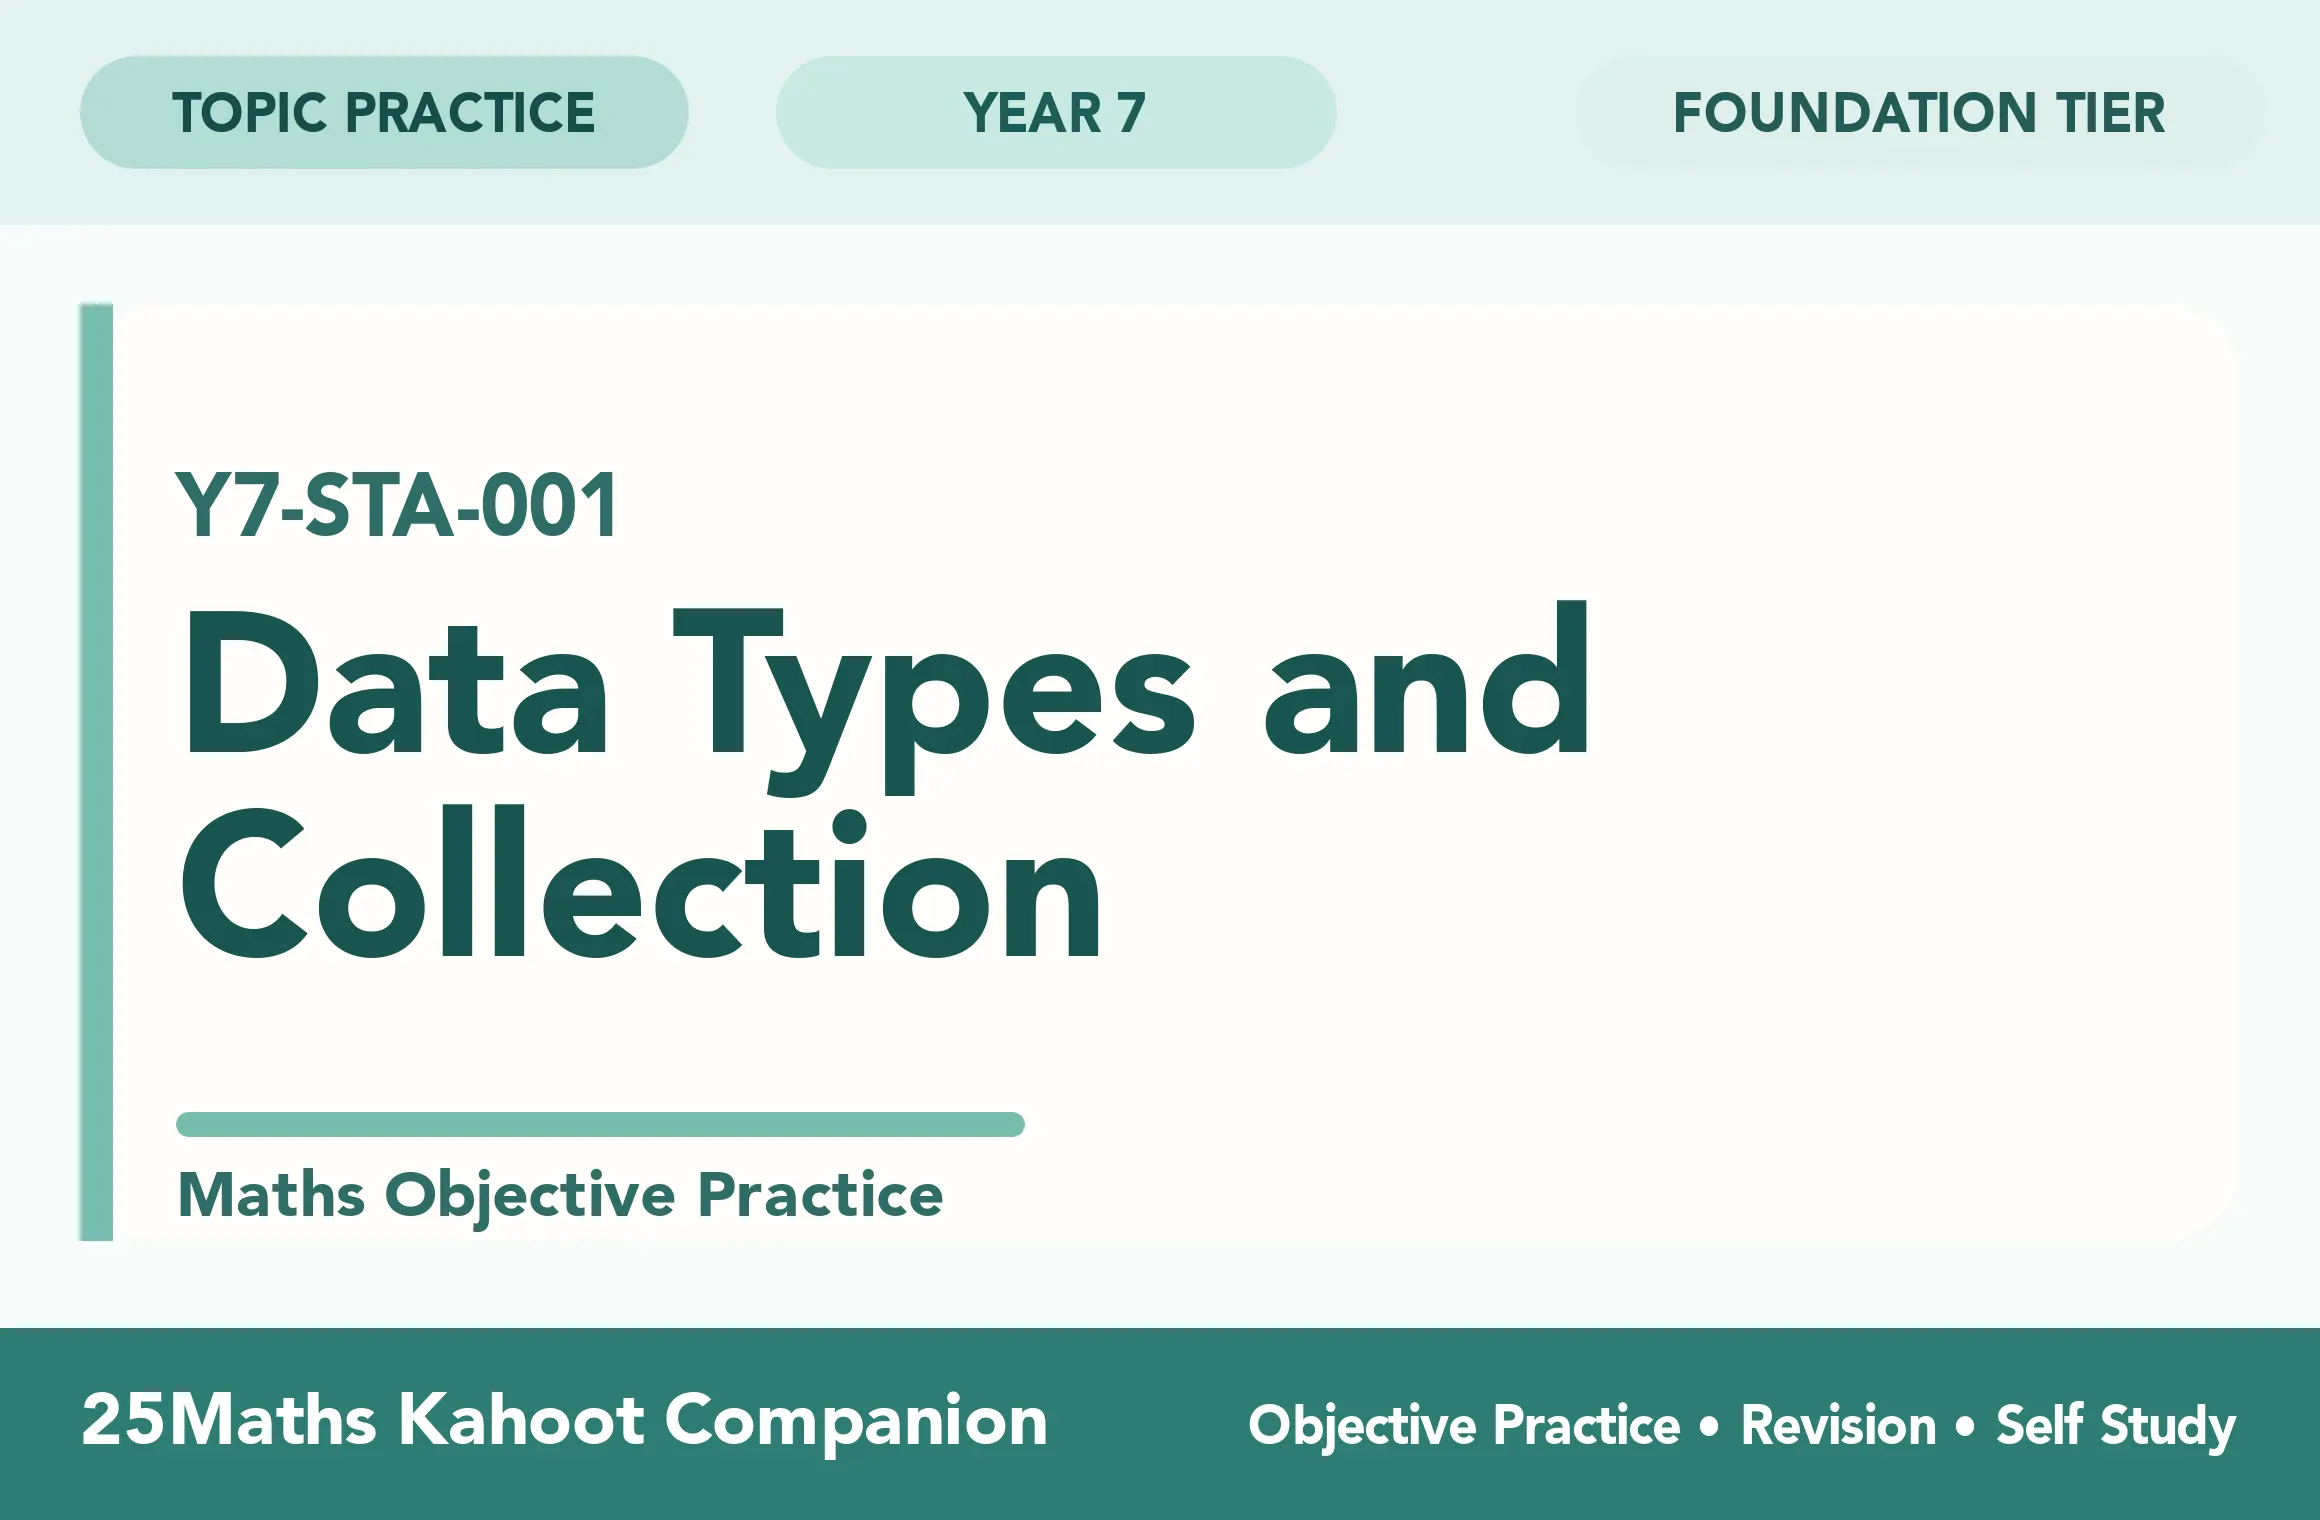 TOPIC PRACTICE
YEAR 7
FOUNDATION TIER
Y7-STA-001
Data Types and
Collection
Maths Objective Practice
25Maths Kahoot Companion
Objective Practice • Revision • Self Study